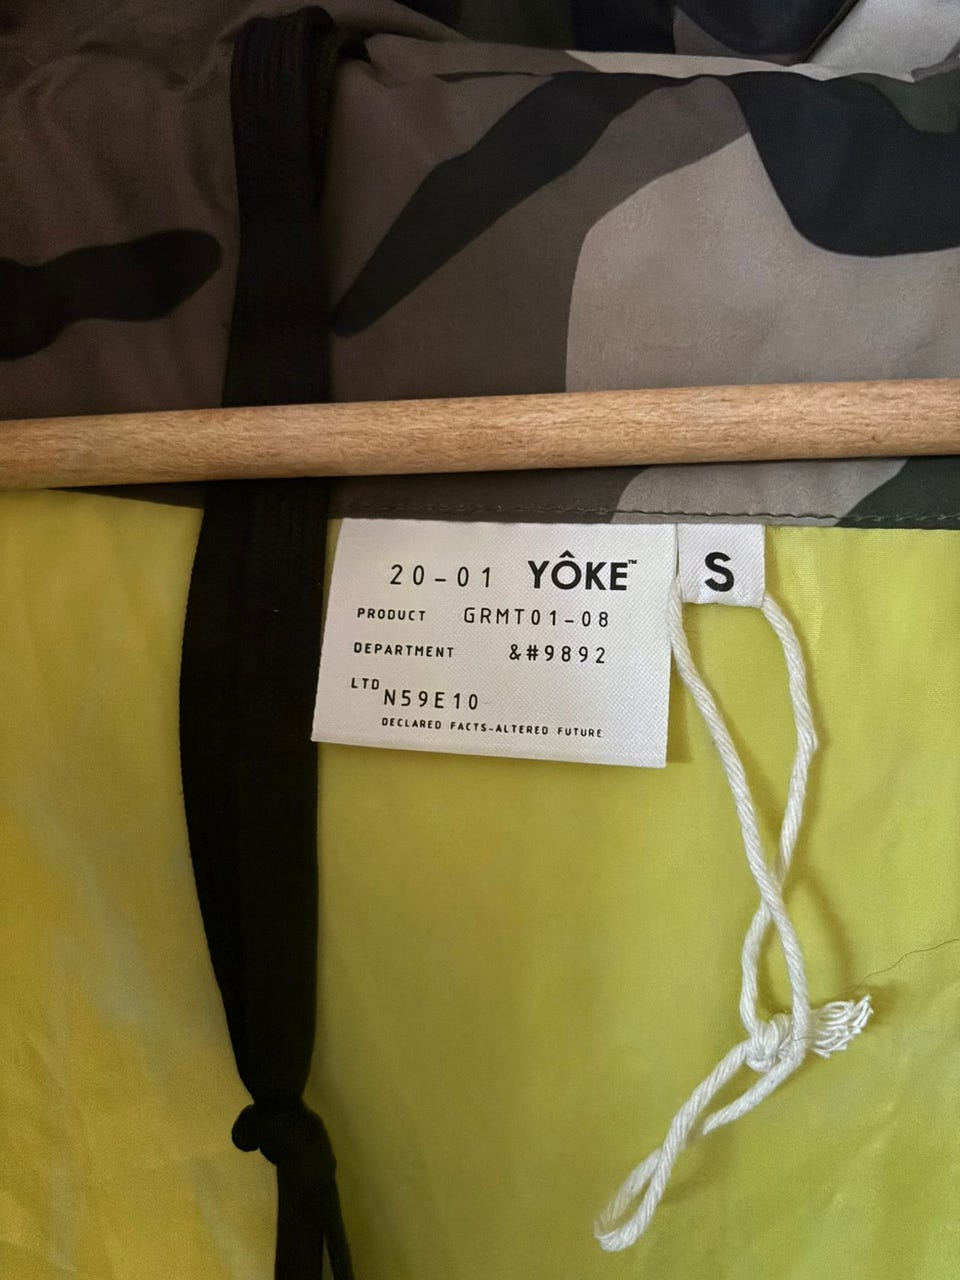 20-01 YÔKE™
PRODUCT GRMT01-08
DEPARTMENT &#9892
LTD N59E10
DECLARED FACTS-ALTERED FUTURE
S